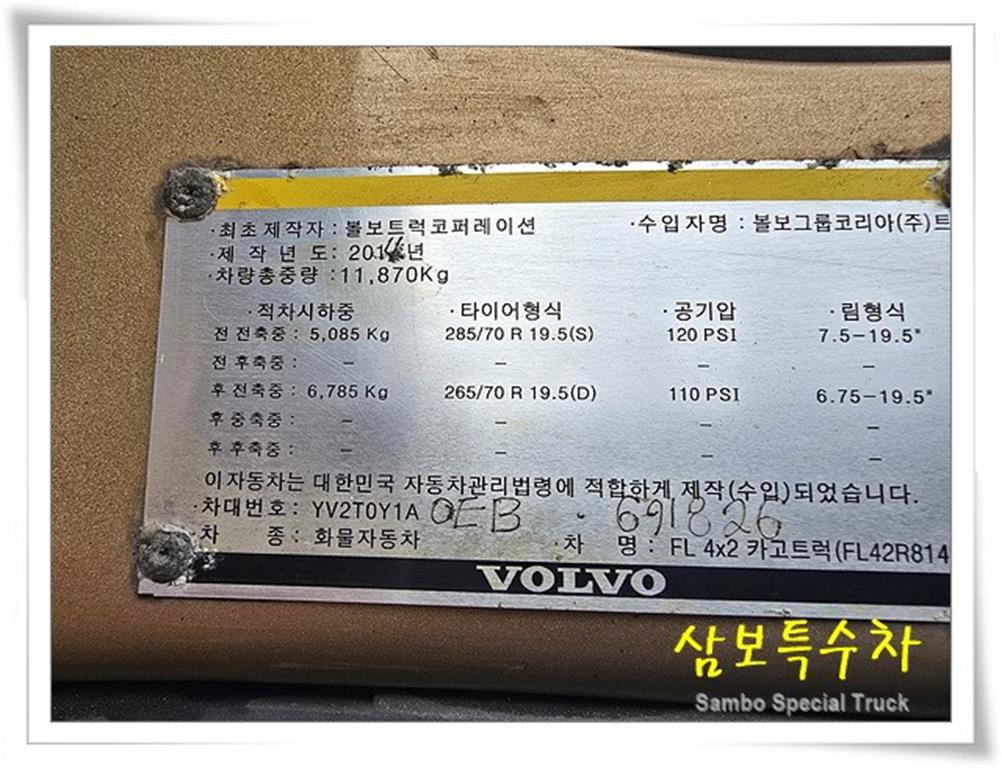 ·최초 제작자 : 볼보트럭코퍼레이션 ·수입자명 : 볼보그룹코리아(주)트
·제 작 년 도 : 2014년
·차량총중량 : 11,870Kg
·적차시하중 ·타이어형식 ·공기압 ·림형식
전 전축중 : 5,085 Kg 285/70 R 19.5(S) 120 PSI 7.5-19.5"
전 후축중 : - - - -
후 전축중 : 6,785 Kg 265/70 R 19.5(D) 110 PSI 6.75-19.5"
후 중축중 : - - - -
후 후축중 : - - - -
이자동차는 대한민국 자동차관리법령에 적합하게 제작(수입)되었습니다.
·차대번호 : YV2T0Y1A 0EB · 691826
·차 종 : 화물자동차 ·차 명 : FL 4x2 카고트럭(FL42R814
VOLVO
삼보특수차
Sambo Special Truck